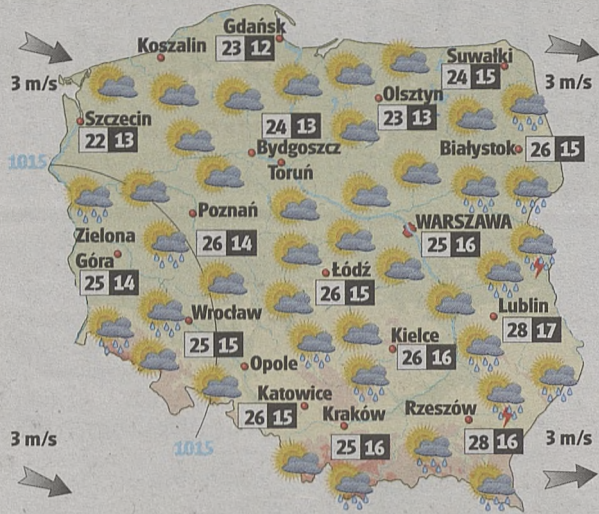 Gdańsk
23 12
Koszalin
3 m/s
Suwałki
24 15
3 m/s
Olsztyn
23 13
Szczecin
22 13
24 13
Bydgoszcz
Toruń
Białystok 26 15
1015
Poznań
26 14
WARSZAWA
25 16
Zielona
Góra
25 14
Łódź
26 15
Wrocław
25 15
Lublin
28 17
Kielce
26 16
Opole
Katowice
26 15
Kraków
25 16
Rzeszów
28 16
1015
3 m/s
3 m/s